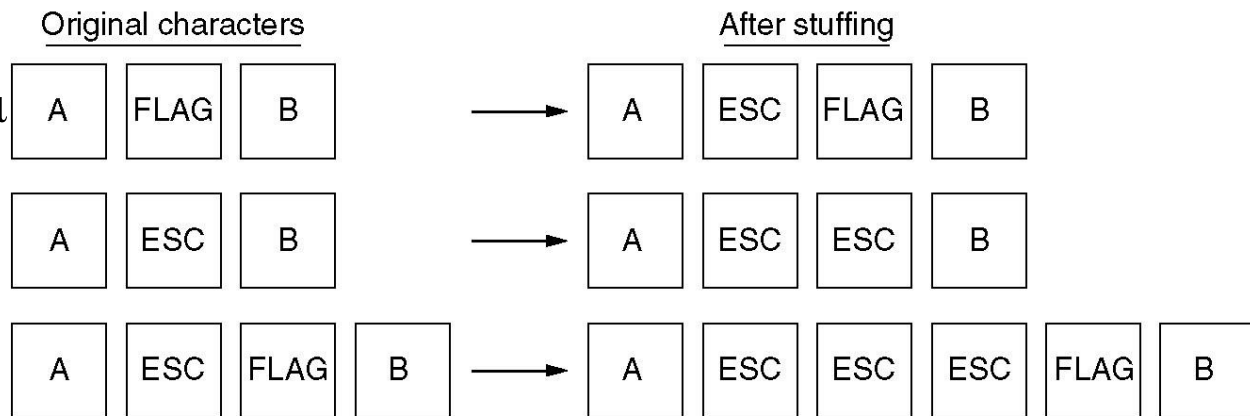 Original characters After stuffing
A FLAG B A ESC FLAG B
A ESC B A ESC ESC B
A ESC FLAG B A ESC ESC ESC FLAG B